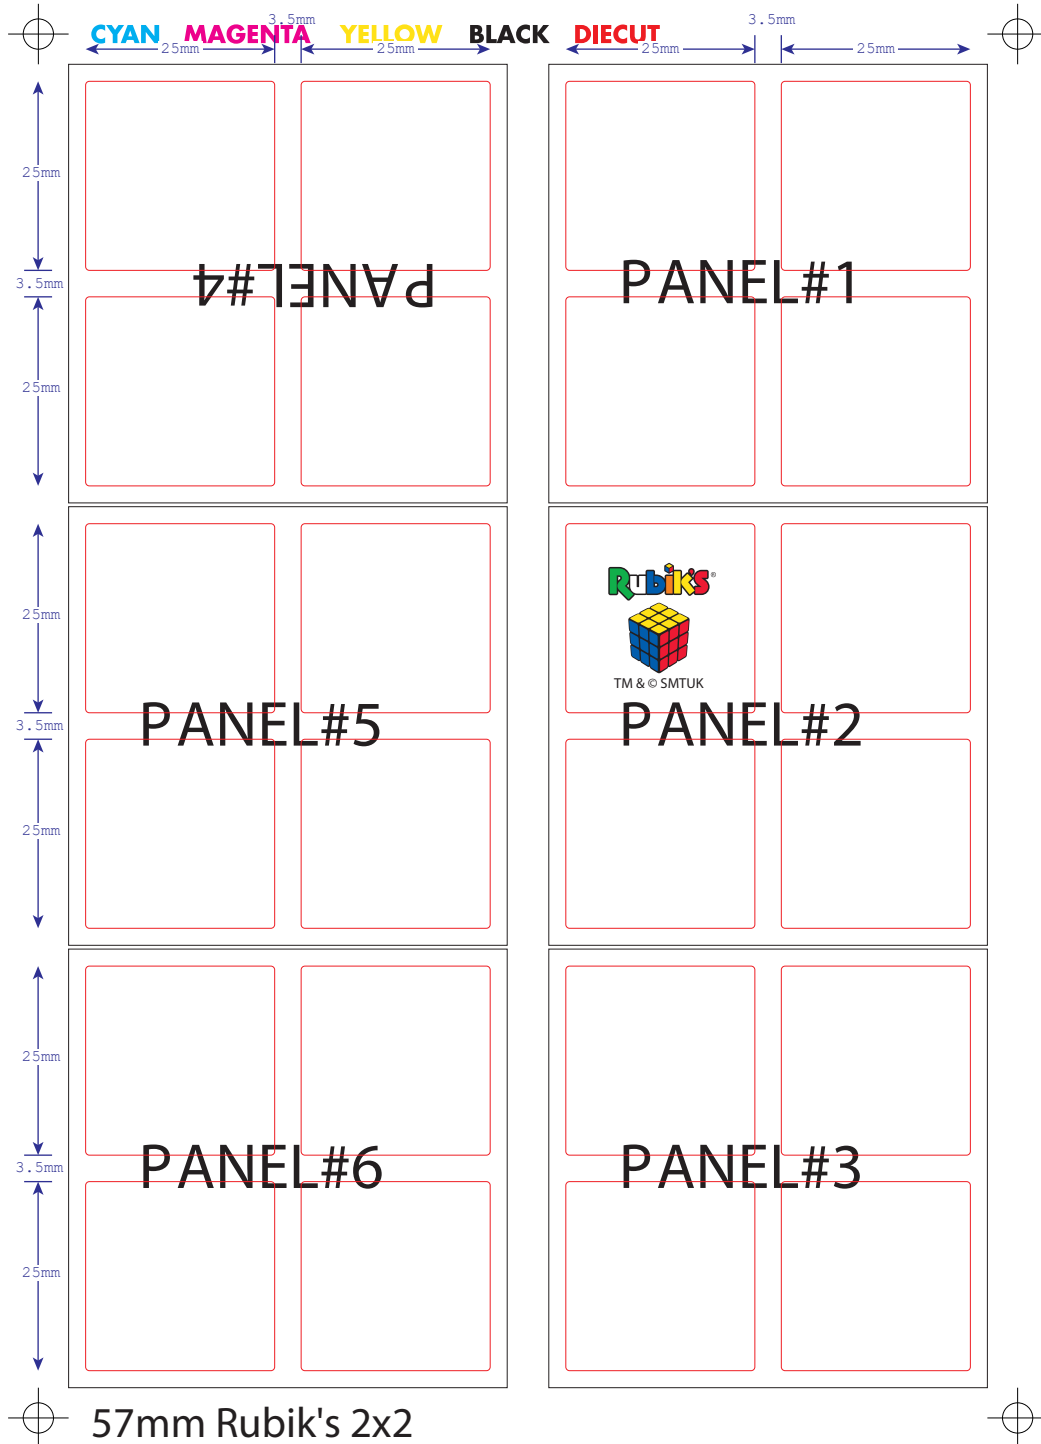 3.5mm 3.5mm
CYAN MAGENTA YELLOW BLACK DIECUT
25mm 25mm 25mm 25mm
25mm
3.5mm
PANEL#4 PANEL#1
25mm
Rubik's®
25mm
TM & © SMTUK
3.5mm
PANEL#5 PANEL#2
25mm
25mm
3.5mm
PANEL#6 PANEL#3
25mm
57mm Rubik's 2x2